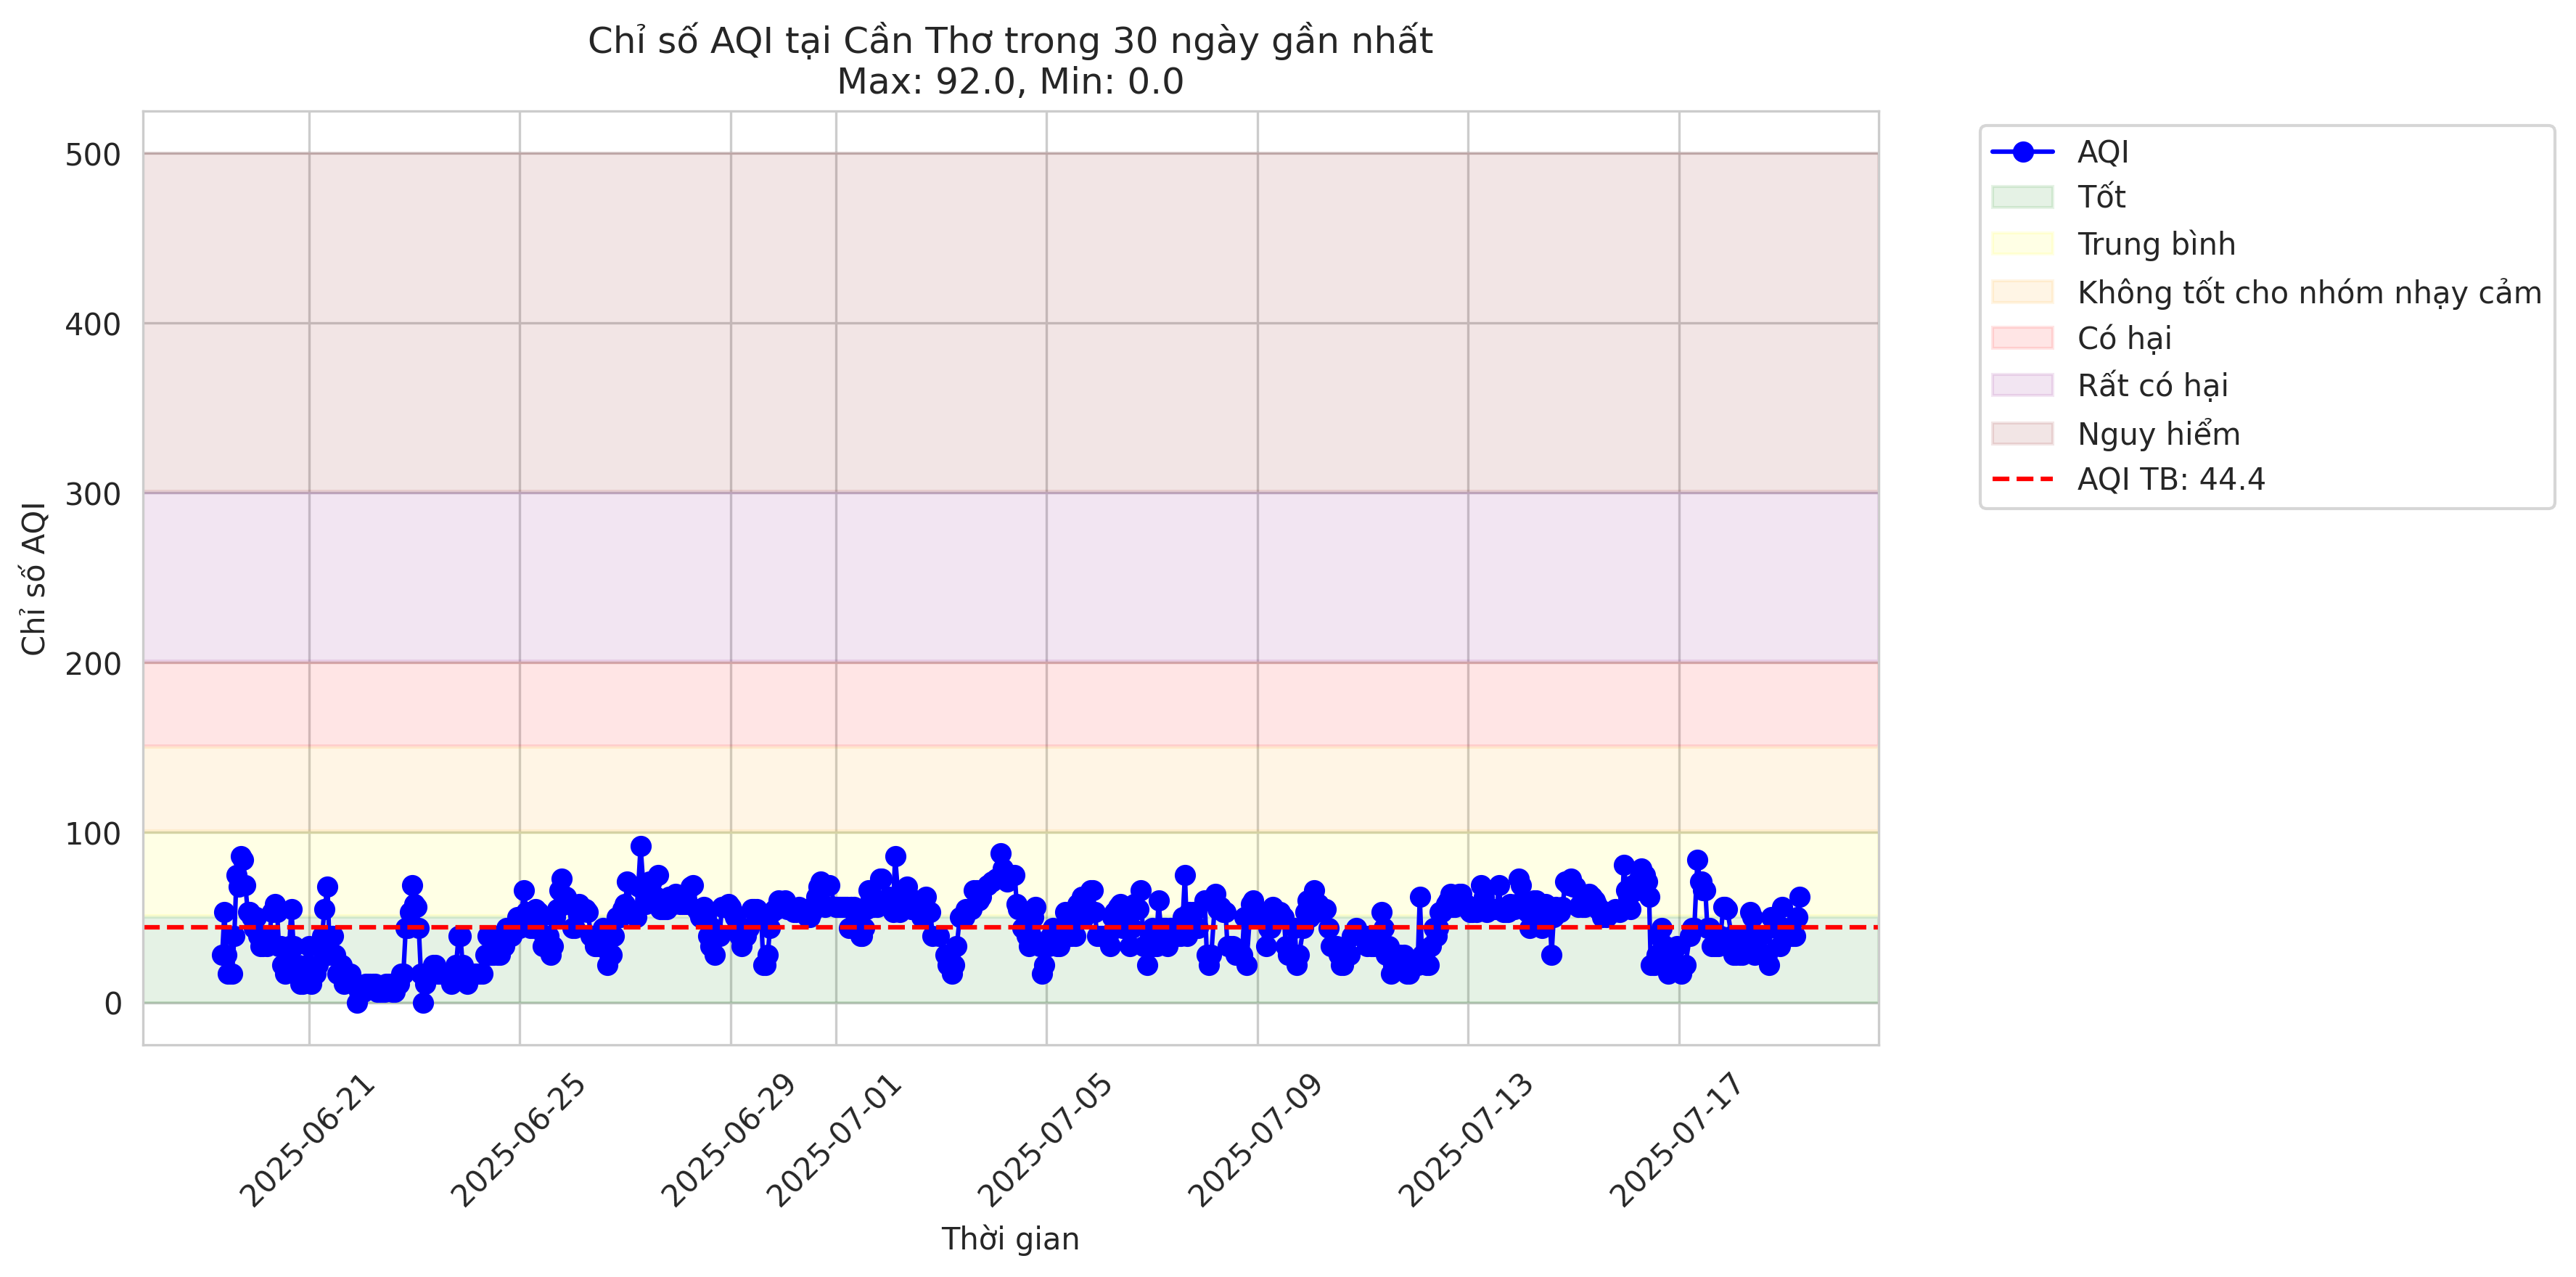 Chỉ số AQI tại Cần Thơ trong 30 ngày gần nhất
Max: 92.0, Min: 0.0
Chỉ số AQI
500
400
300
200
100
0
2025-06-21
2025-06-25
2025-06-29
2025-07-01
2025-07-05
2025-07-09
2025-07-13
2025-07-17
Thời gian
AQI
Tốt
Trung bình
Không tốt cho nhóm nhạy cảm
Có hại
Rất có hại
Nguy hiểm
AQI TB: 44.4